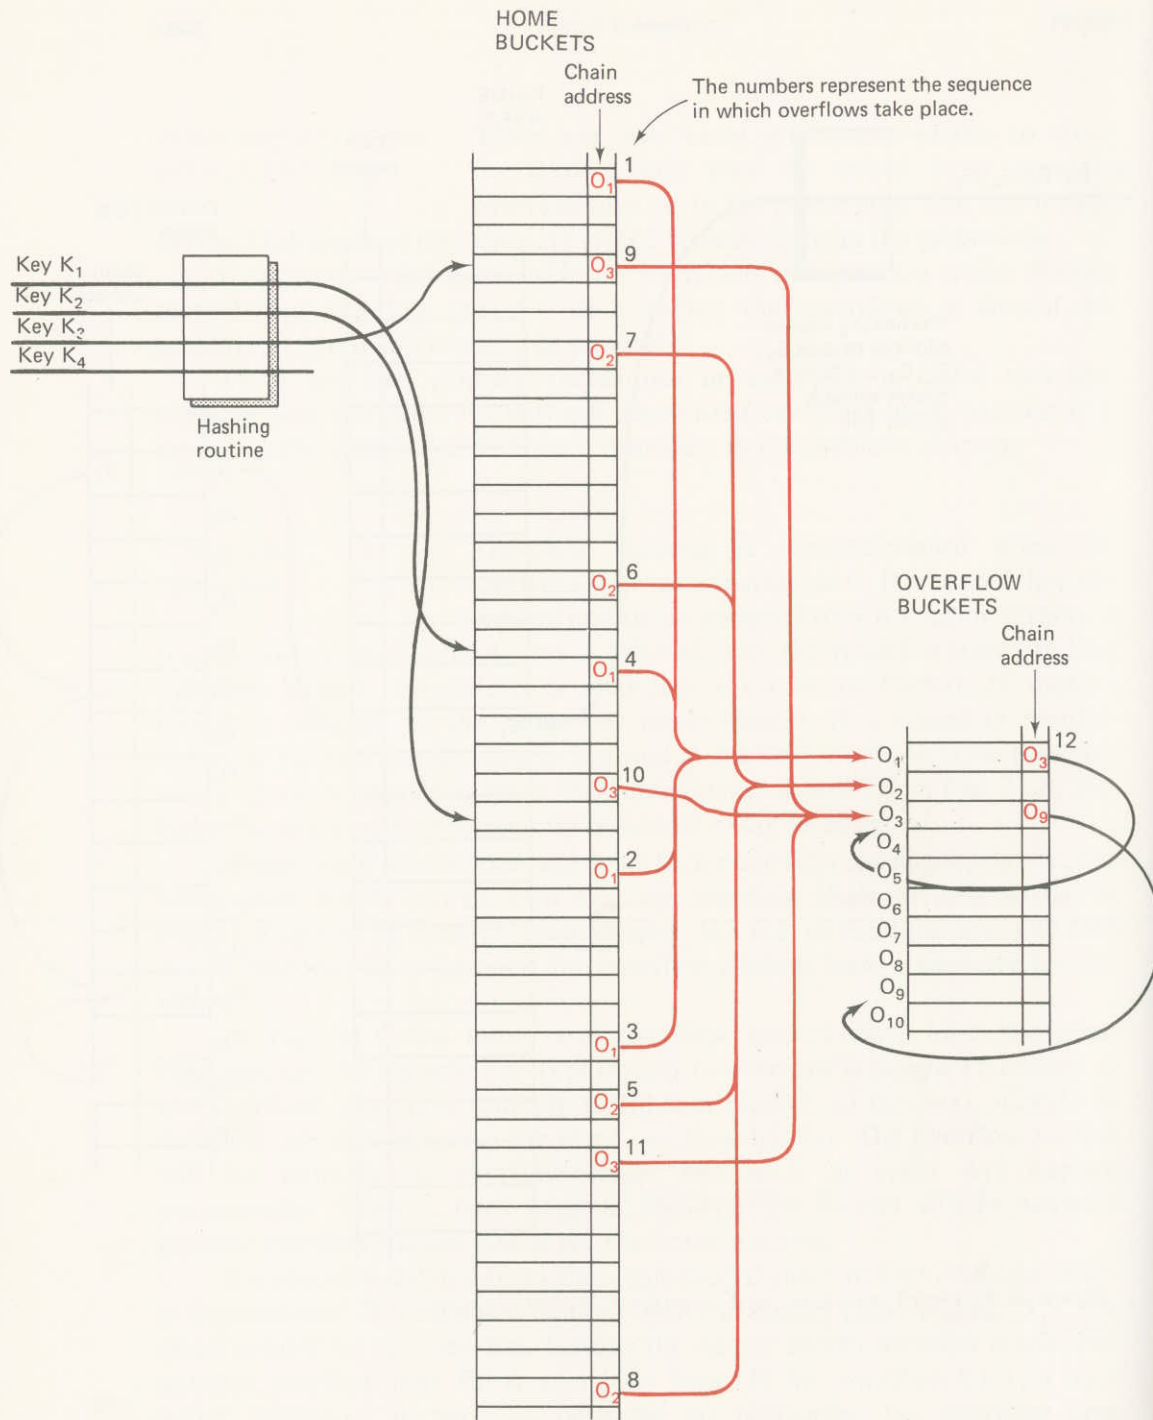 HOME
BUCKETS
Chain
address
The numbers represent the sequence
in which overflows take place.
1
O₁
9
O₃
Key K₁
Key K₂
Key K₃
Key K₄
7
O₂
Hashing
routine
6
O₂
OVERFLOW
BUCKETS
Chain
address
4
O₁
12
O₁
O₃
10
O₃
O₂
O₃
O₉
O₄
2
O₁
O₅
O₆
O₇
O₈
O₉
O₁₀
3
O₁
5
O₂
11
O₃
8
O₂